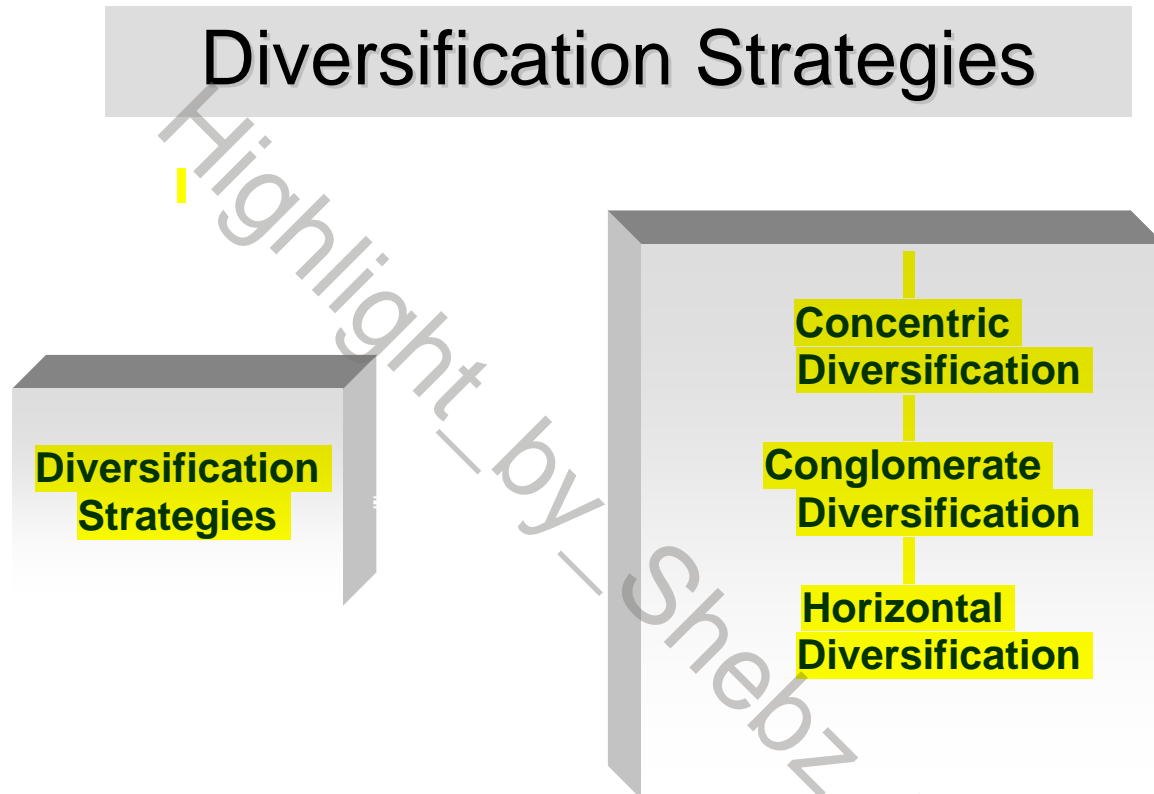 Diversification Strategies
Highlight_by_Shebz
Diversification
Strategies
Concentric
Diversification
Conglomerate
Diversification
Horizontal
Diversification